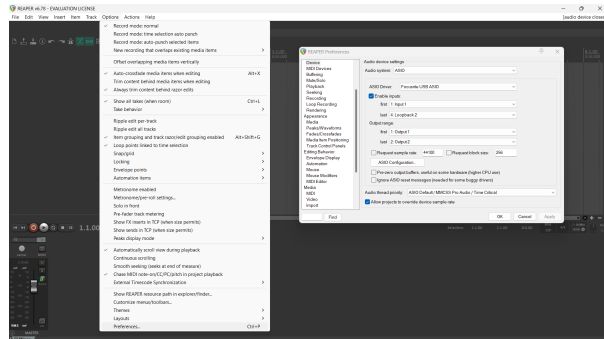 REAPER v6.78 - EVALUATION LICENSE
File Edit View Insert Item Track Options Actions Help
[audio device close
Record mode: normal
Record mode: time selection auto punch
Record mode: auto-punch selected items
New recording that overlaps existing media items
Offset overlapping media items vertically
Auto-crossfade media items when editing Alt+X
Trim content behind media items when editing
Always trim content behind razor edits
Show all takes (when room) Ctrl+L
Take behavior
Ripple edit per-track
Ripple edit all tracks
Item grouping and track razor/edit grouping enabled Alt+Shift+G
Loop points linked to time selection
Snap/grid
Locking
Envelope points
Automation items
Metronome enabled
Metronome/pre-roll settings...
Solo in front
Pre-fader track metering
Show FX inserts in TCP (when size permits)
Show sends in TCP (when size permits)
Peaks display mode
Automatically scroll view during playback
Continuous scrolling
Smooth seeking (seeks at end of measure)
Chase MIDI note-on/CC/PC/pitch in project playback
External Timecode Synchronization
Show REAPER resource path in explorer/finder...
Customize menus/toolbars...
Themes
Layouts
Preferences... Ctrl+P
REAPER Preferences
Device
MIDI Devices
Buffering
Mute/Solo
Playback
Seeking
Recording
Loop Recording
Rendering
Appearance
Media
Peaks/Waveforms
Fades/Crossfades
Media Item Positioning
Track Control Panels
Editing Behavior
Envelope Display
Automation
Mouse
Mouse Modifiers
MIDI Editor
Media
MIDI
Video
Import
Find
Audio device settings
Audio system: ASIO
ASIO Driver: Focusrite USB ASIO
Enable inputs:
first 1: Input1
last 4: Loopback 2
Output range:
first 1: Output1
last 2: Output2
Request sample rate: 44100 Request block size: 256
ASIO Configuration...
Pre-zero output buffers, useful on some hardware (higher CPU use)
Ignore ASIO reset messages (needed for some buggy drivers)
Audio thread priority: ASIO Default / MMCSS Pro Audio / Time Critical
Allow projects to override device sample rate
OK Cancel Apply
1.1.00
MASTER